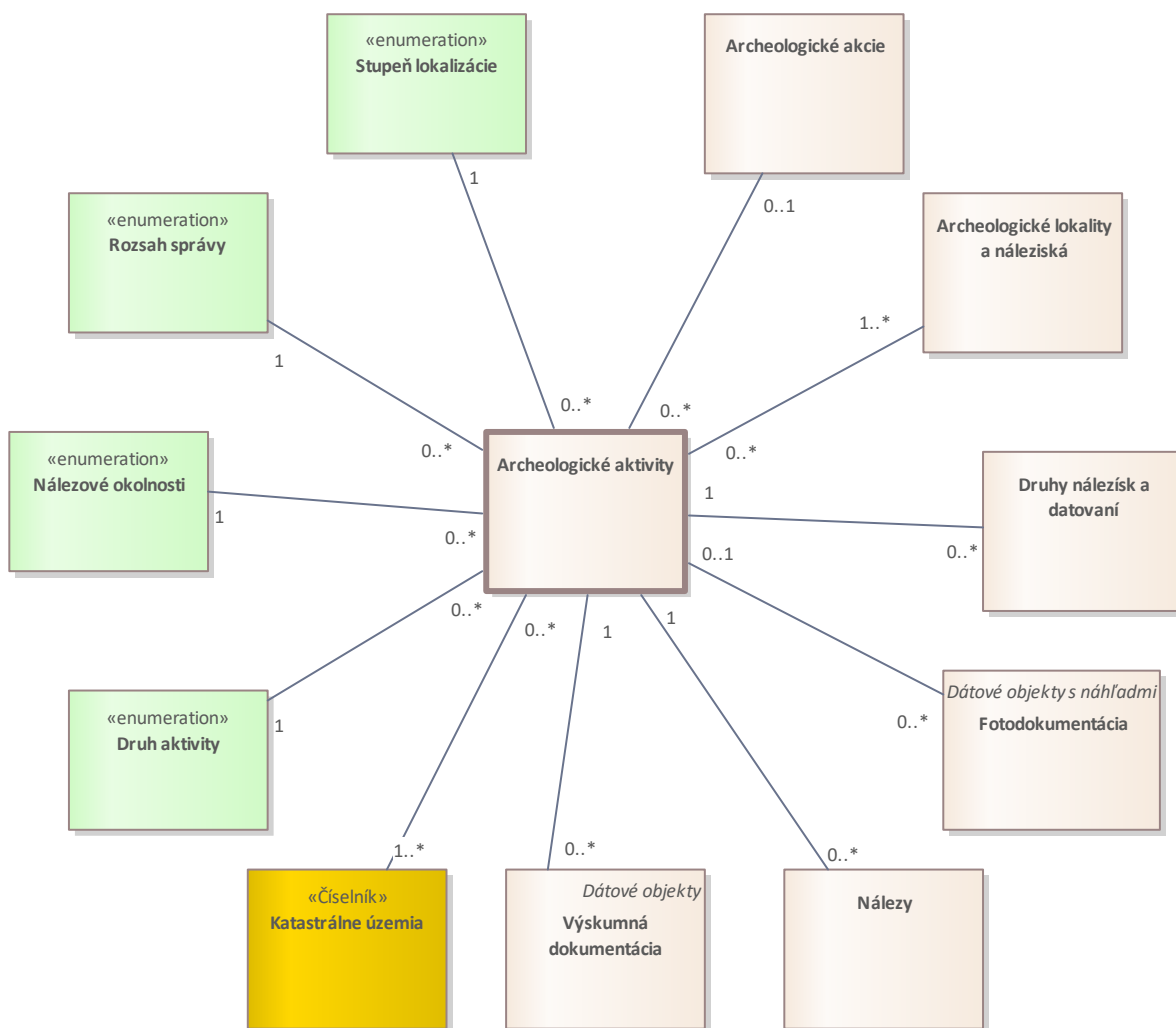 «enumeration»
Stupeň lokalizácie
1
Archeologické akcie
0..1
«enumeration»
Rozsah správy
1
Archeologické lokality
a náleziská
1..*
0..*
0..*
0..*
0..*
«enumeration»
Nálezové okolnosti
1
0..*
Archeologické aktivity
1
0..1
Druhy nálezísk a
datovaní
0..*
0..*
0..*
1
1
«enumeration»
Druh aktivity
1
Dátové objekty s náhľadmi
Fotodokumentácia
0..*
1..*
0..*
0..*
«Číselník»
Katastrálne územia
Dátové objekty
Výskumná
dokumentácia
Nálezy